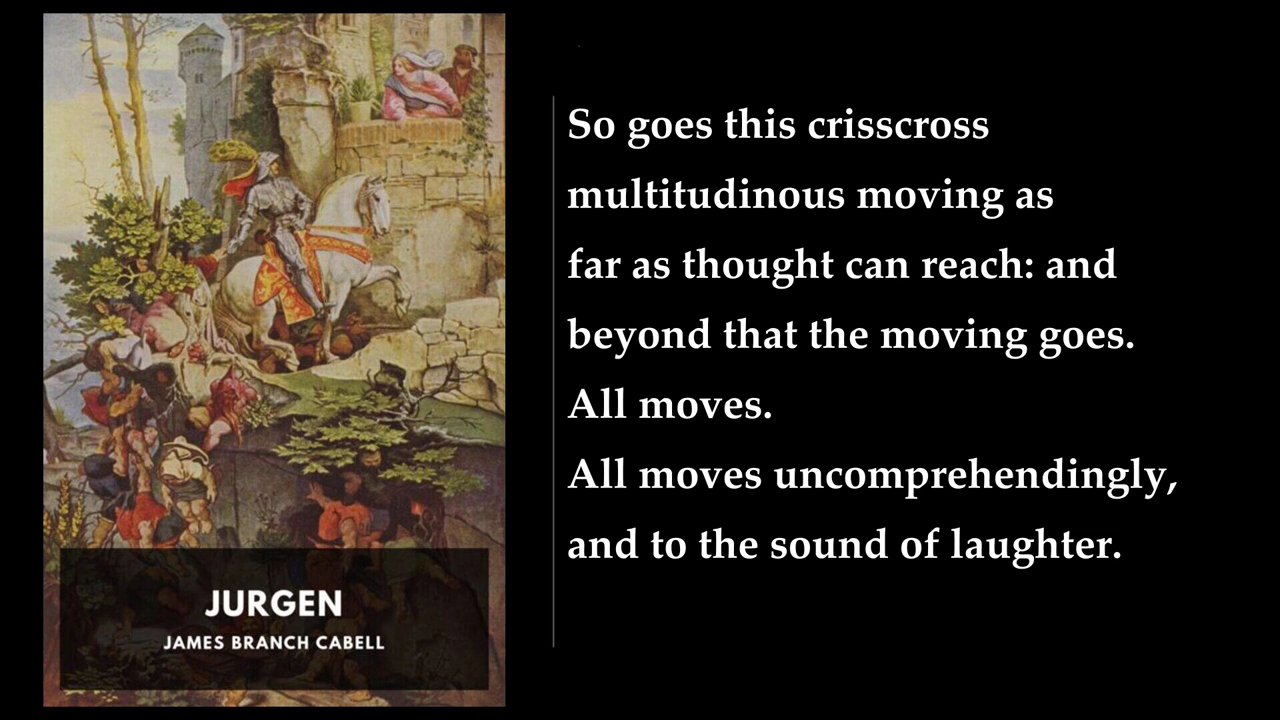 So goes this crisscross
multitudinous moving as
far as thought can reach: and
beyond that the moving goes.
All moves.
All moves uncomprehendingly,
and to the sound of laughter.
JURGEN
JAMES BRANCH CABELL